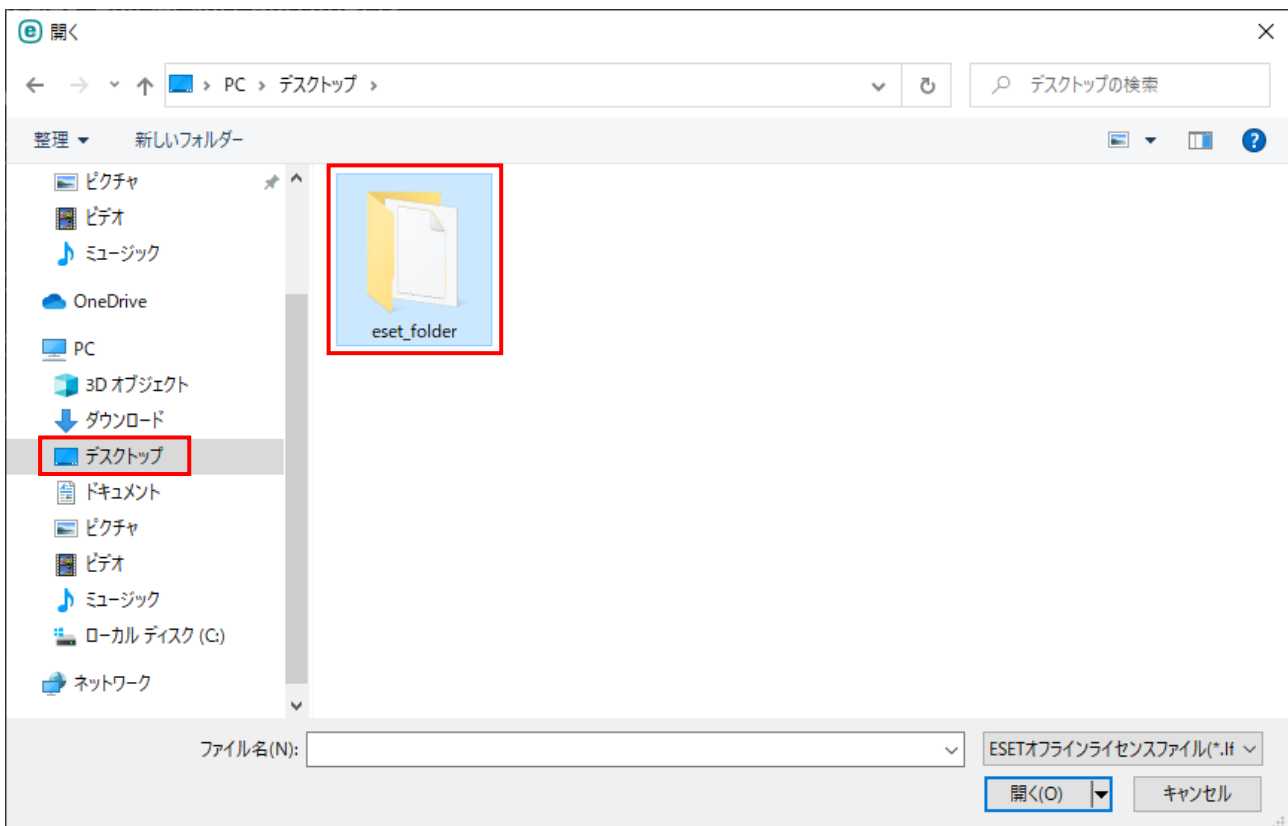 開く
PC › デスクトップ ›
デスクトップの検索
整理
新しいフォルダー
ピクチャ
ビデオ
ミュージック
OneDrive
PC
3D オブジェクト
ダウンロード
デスクトップ
ドキュメント
ピクチャ
ビデオ
ミュージック
ローカル ディスク (C:)
ネットワーク
eset_folder
ファイル名(N):
ESETオフラインライセンスファイル(*.lf
開く(O)
キャンセル